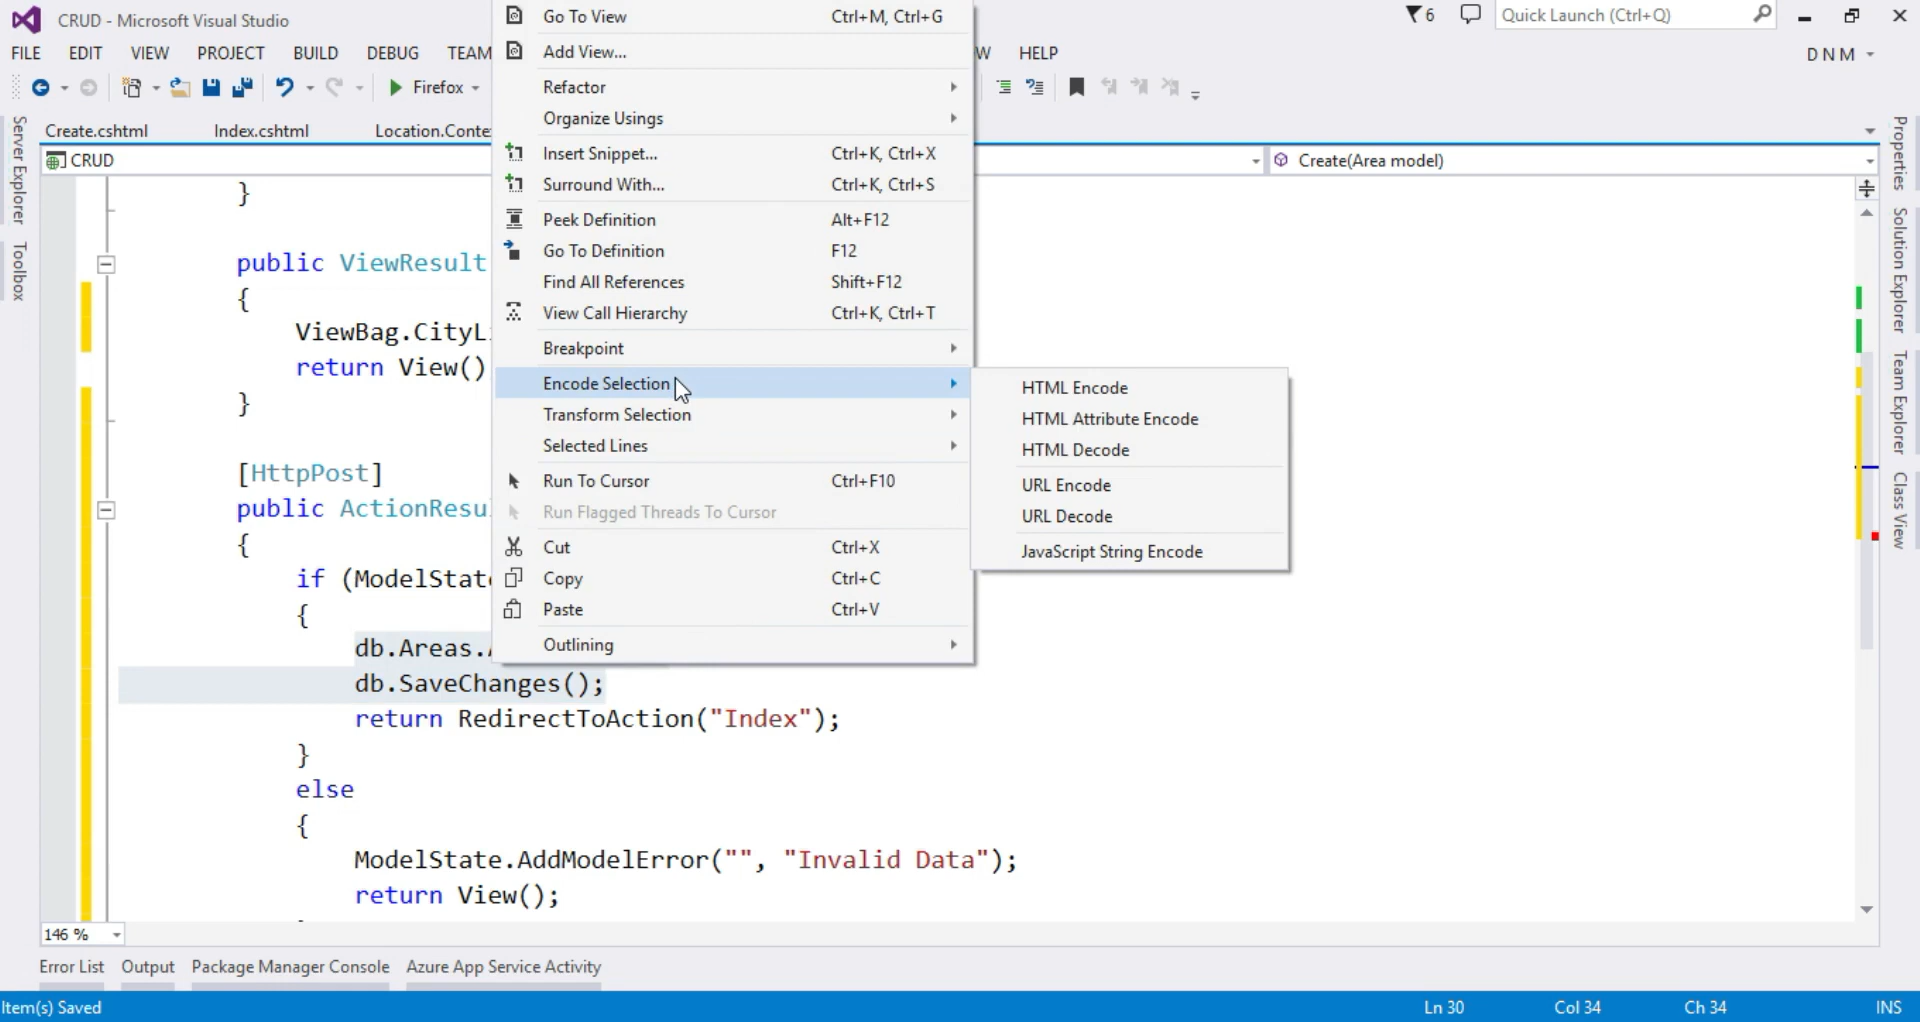 CRUD - Microsoft Visual Studio
6
Quick Launch (Ctrl+Q)
FILE EDIT VIEW PROJECT BUILD DEBUG TEAM W HELP
D N M
Firefox
Create.cshtml Index.cshtml Location.Conte
CRUD
Create(Area model)
Server Explorer
Toolbox
Properties
Solution Explorer
Team Explorer
Class View
Go To View Ctrl+M, Ctrl+G
Add View...
Refactor
Organize Usings
Insert Snippet... Ctrl+K, Ctrl+X
Surround With... Ctrl+K, Ctrl+S
Peek Definition Alt+F12
Go To Definition F12
Find All References Shift+F12
View Call Hierarchy Ctrl+K, Ctrl+T
Breakpoint
Encode Selection
Transform Selection
Selected Lines
Run To Cursor Ctrl+F10
Run Flagged Threads To Cursor
Cut Ctrl+X
Copy Ctrl+C
Paste Ctrl+V
Outlining
HTML Encode
HTML Attribute Encode
HTML Decode
URL Encode
URL Decode
JavaScript String Encode
}
public ViewResult
{
ViewBag.CityL
return View()
}
[HttpPost]
public ActionResu
{
if (ModelStat
{
db.Areas.
db.SaveChanges();
return RedirectToAction("Index");
}
else
{
ModelState.AddModelError("", "Invalid Data");
return View();
146 %
Error List Output Package Manager Console Azure App Service Activity
Item(s) Saved Ln 30 Col 34 Ch 34 INS